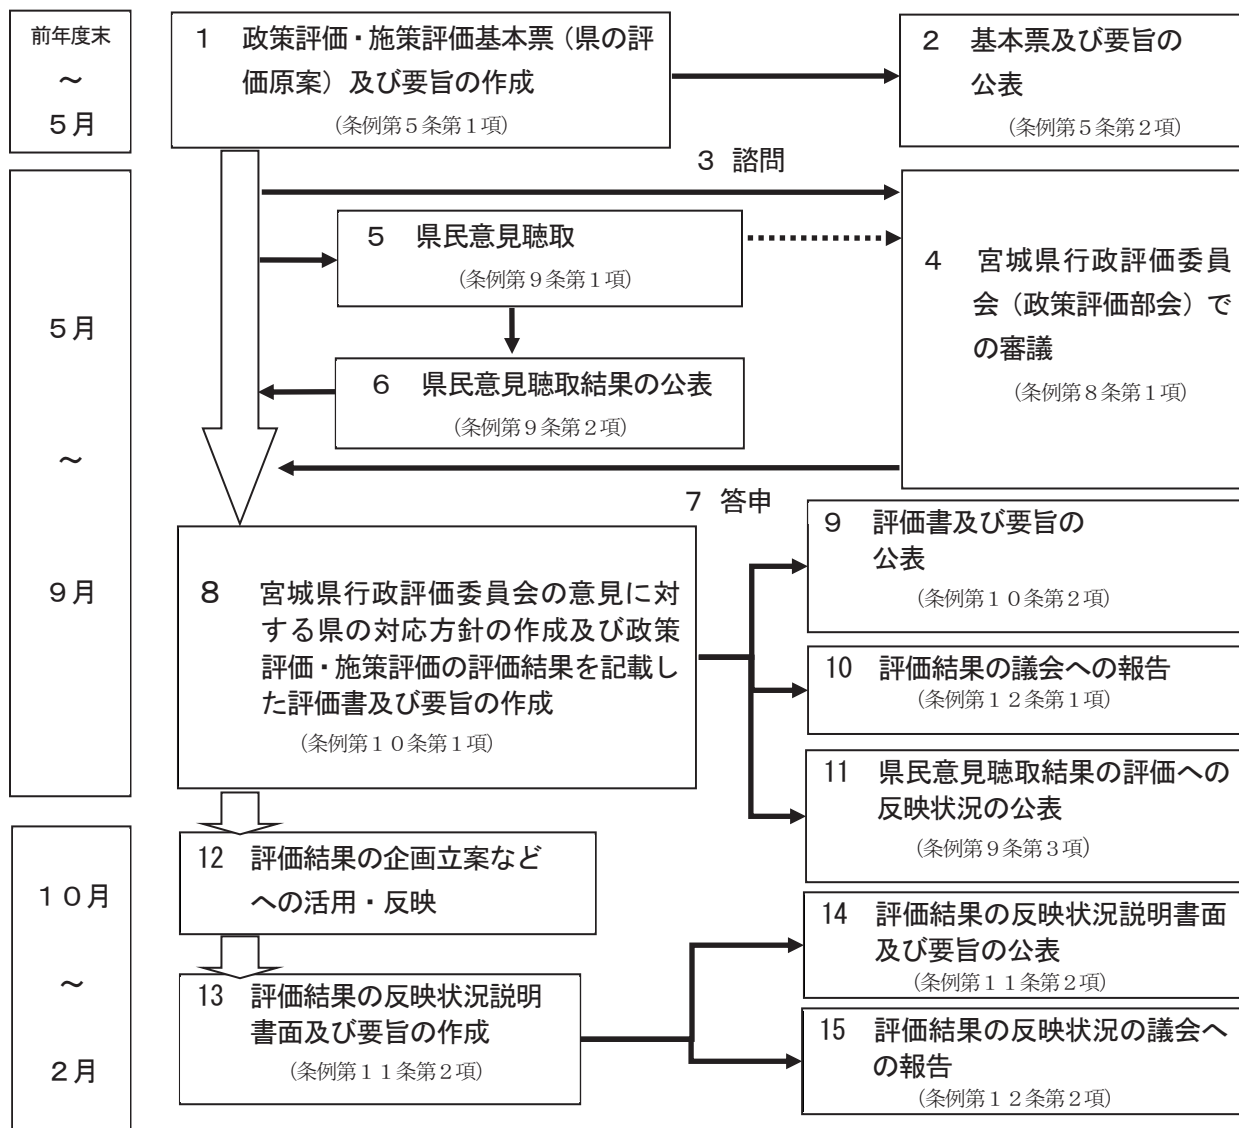 前年度末
～
５月
１　政策評価・施策評価基本票（県の評
価原案）及び要旨の作成
（条例第５条第１項）
２　基本票及び要旨の
公表
（条例第５条第２項）
３ 諮問
５月
～
９月
５　県民意見聴取
（条例第９条第１項）
４　宮城県行政評価委員
会（政策評価部会）で
の審議
（条例第８条第１項）
６　県民意見聴取結果の公表
（条例第９条第２項）
７ 答申
８　宮城県行政評価委員会の意見に対
する県の対応方針の作成及び政策
評価・施策評価の評価結果を記載し
た評価書及び要旨の作成
（条例第１０条第１項）
９　評価書及び要旨の
公表
（条例第１０条第２項）
10　評価結果の議会への報告
（条例第１２条第１項）
11　県民意見聴取結果の評価への
反映状況の公表
（条例第９条第３項）
１０月
～
２月
12　評価結果の企画立案など
への活用・反映
13　評価結果の反映状況説明
書面及び要旨の作成
（条例第１１条第２項）
14　評価結果の反映状況説明書面
及び要旨の公表
（条例第１１条第２項）
15　評価結果の反映状況の議会へ
の報告
（条例第１２条第２項）